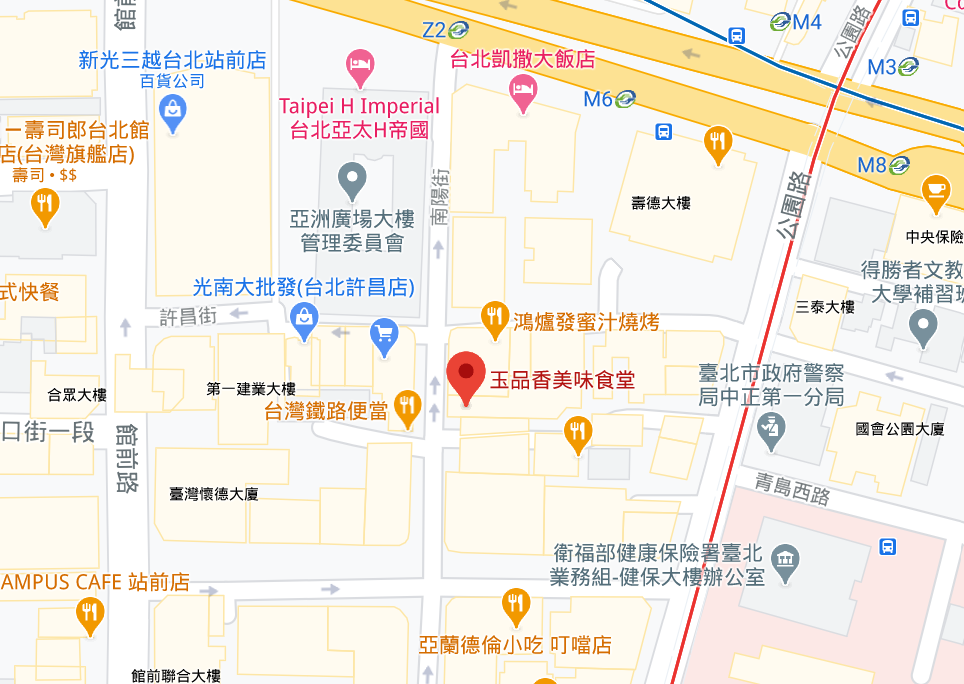 館
Z2
M4
公園路
新光三越台北站前店
百貨公司
台北凱撒大飯店
M3
Taipei H Imperial
台北亞太H帝國
M6
ー壽司郎台北館
店(台灣旗艦店)
壽司・$$
M8
南陽街
公園路
壽德大樓
亞洲廣場大樓
管理委員會
中央保險
得勝者文教
大學補習班
光南大批發(台北許昌店)
式快餐
三泰大樓
許昌街
鴻爐發蜜汁燒烤
玉品香美味食堂
臺北市政府警察
局中正第一分局
合眾大樓
第一建業大樓
台灣鐵路便當
國會公園大廈
口街一段
館前路
臺灣懷德大廈
青島西路
衛福部健康保險署臺北
業務組-健保大樓辦公室
AMPUS CAFE 站前店
亞蘭德倫小吃 叮噹店
館前聯合大樓